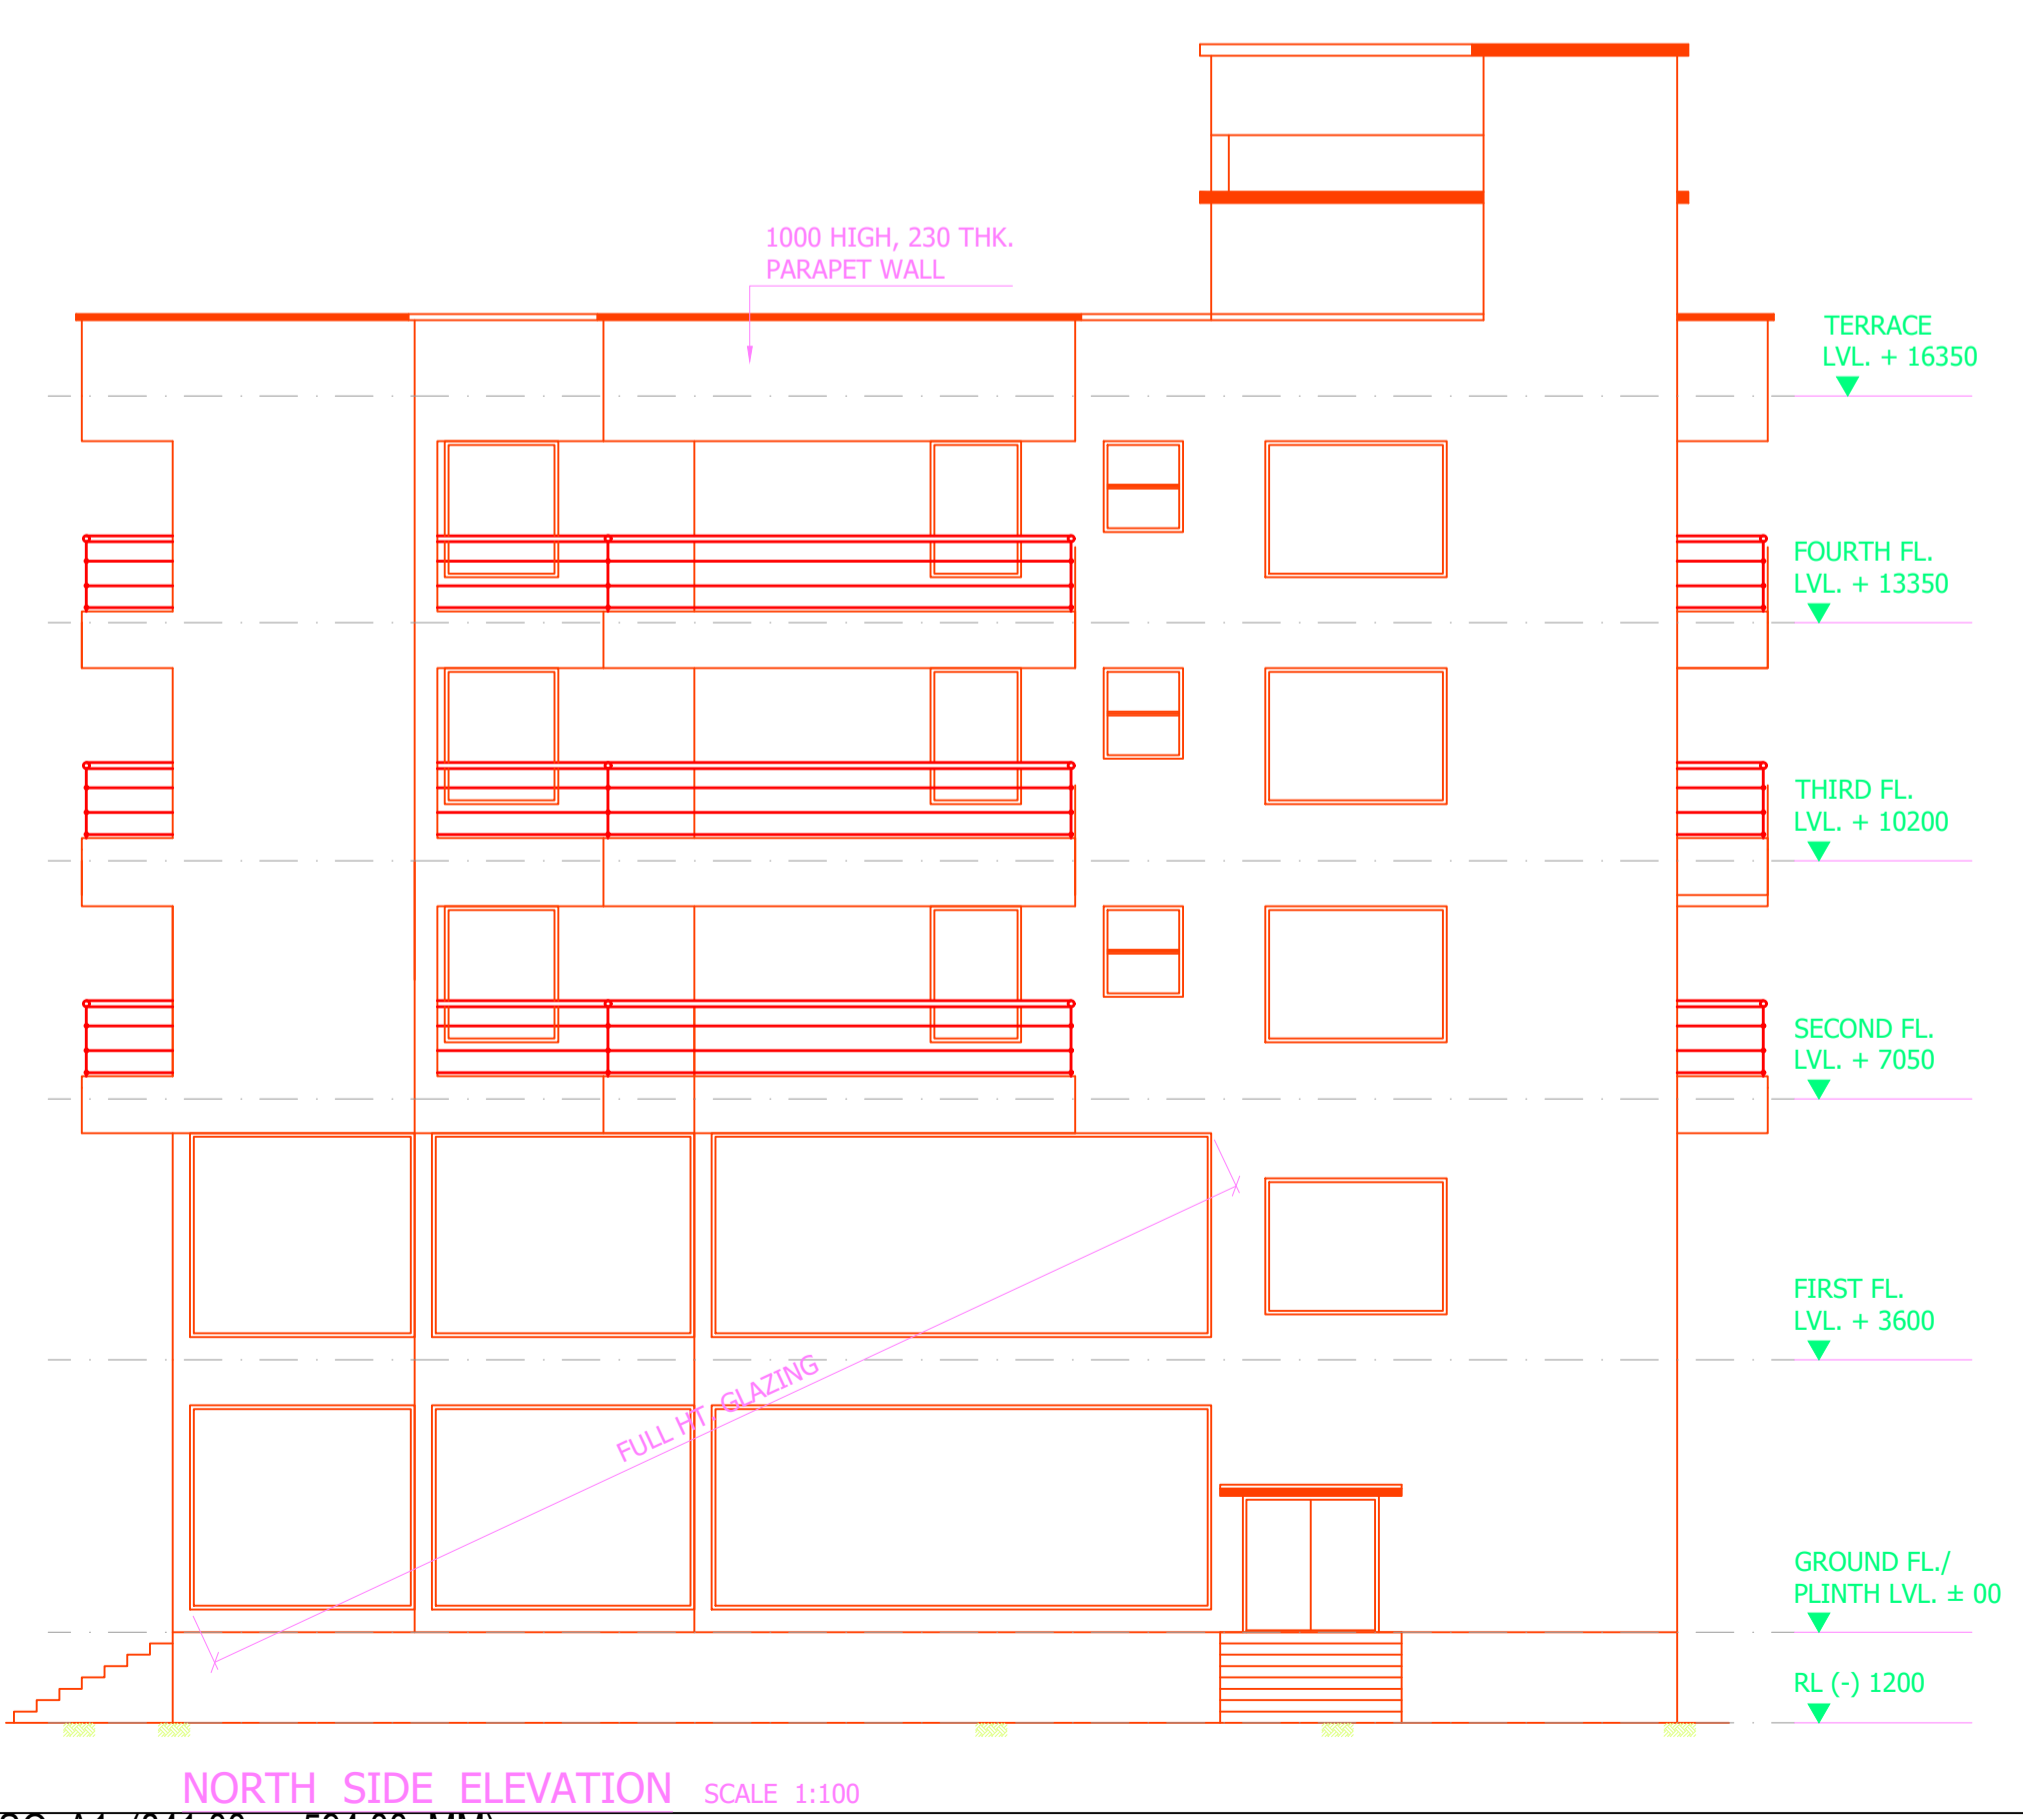 1000 HIGH, 230 THK.
PARAPET WALL
TERRACE
LVL. + 16350
FOURTH FL.
LVL. + 13350
THIRD FL.
LVL. + 10200
SECOND FL.
LVL. + 7050
FIRST FL.
LVL. + 3600
FULL HT. GLAZING
GROUND FL./
PLINTH LVL. ± 00
RL (-) 1200
NORTH SIDE ELEVATION SCALE 1:100